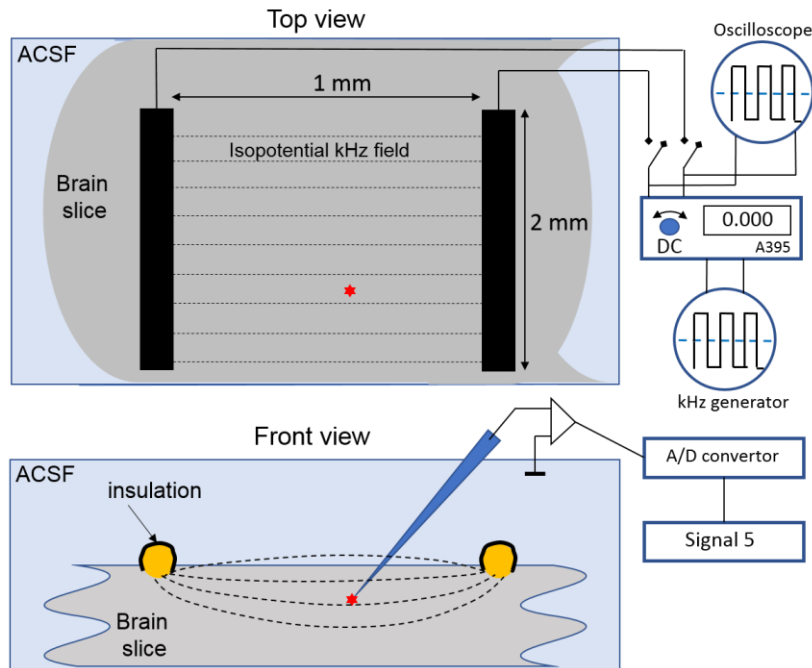 Top view
ACSF
Oscilloscope
1 mm
Isopotential kHz field
Brain
slice
2 mm
0.000
DC
A395
kHz generator
Front view
ACSF
insulation
A/D convertor
Signal 5
Brain
slice